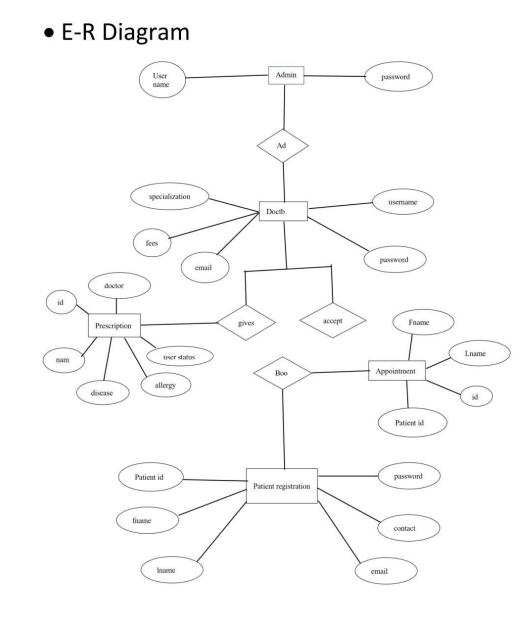 • E-R Diagram
User
name
Admin
password
Ad
specialization
Doctb
username
fees
email
password
doctor
id
Prescription
gives
accept
Fname
user status
nam
Boo
Appointment
Lname
allergy
disease
id
Patient id
Patient id
Patient registration
password
fname
contact
lname
email